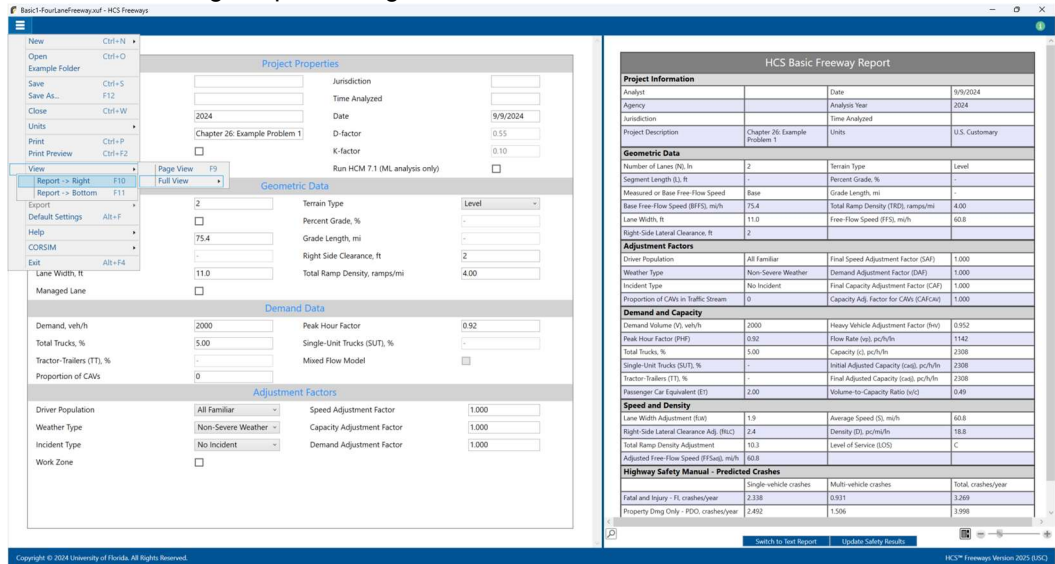 Basic1-FourLaneFreeway.xuf - HCS Freeways
New Ctrl+N
Open Ctrl+O
Example Folder
Save Ctrl+S
Save As.. F12
Close Ctrl+W
Units
Print Ctrl+P
Print Preview Ctrl+F2
View
Report -> Right F10
Report -> Bottom F11
Export
Default Settings Alt+F
Help
CORSIM
Exit Alt+F4
Page View F9
Full View
Project Properties
Jurisdiction
Time Analyzed
2024 Date 9/9/2024
Chapter 26: Example Problem 1 D-factor 0.55
K-factor 0.10
Run HCM 7.1 (ML analysis only)
Geometric Data
2 Terrain Type Level
Percent Grade, % -
75.4 Grade Length, mi -
- Right Side Clearance, ft 2
Lane Width, ft 11.0 Total Ramp Density, ramps/mi 4.00
Managed Lane
Demand Data
Demand, veh/h 2000 Peak Hour Factor 0.92
Total Trucks, % 5.00 Single-Unit Trucks (SUT), % -
Tractor-Trailers (TT), % - Mixed Flow Model
Proportion of CAVs 0
Adjustment Factors
Driver Population All Familiar Speed Adjustment Factor 1.000
Weather Type Non-Severe Weather Capacity Adjustment Factor 1.000
Incident Type No Incident Demand Adjustment Factor 1.000
Work Zone
HCS Basic Freeway Report
Project Information
Analyst Date 9/9/2024
Agency Analysis Year 2024
Jurisdiction Time Analyzed
Project Description Chapter 26: Example Units U.S. Customary
Problem 1
Geometric Data
Number of Lanes (N), ln 2 Terrain Type Level
Segment Length (L), ft - Percent Grade, % -
Measured or Base Free-Flow Speed Base Grade Length, mi -
Base Free-Flow Speed (BFFS), mi/h 75.4 Total Ramp Density (TRD), ramps/mi 4.00
Lane Width, ft 11.0 Free-Flow Speed (FFS), mi/h 60.8
Right-Side Lateral Clearance, ft 2
Adjustment Factors
Driver Population All Familiar Final Speed Adjustment Factor (SAF) 1.000
Weather Type Non-Severe Weather Demand Adjustment Factor (DAF) 1.000
Incident Type No Incident Final Capacity Adjustment Factor (CAF) 1.000
Proportion of CAVs in Traffic Stream 0 Capacity Adj. Factor for CAVs (CAFCAV) 1.000
Demand and Capacity
Demand Volume (V), veh/h 2000 Heavy Vehicle Adjustment Factor (fHV) 0.952
Peak Hour Factor (PHF) 0.92 Flow Rate (vp), pc/h/ln 1142
Total Trucks, % 5.00 Capacity (c), pc/h/ln 2308
Single-Unit Trucks (SUT), % - Initial Adjusted Capacity (cadj), pc/h/ln 2308
Tractor-Trailers (TT), % - Final Adjusted Capacity (cadj), pc/h/ln 2308
Passenger Car Equivalent (ET) 2.00 Volume-to-Capacity Ratio (v/c) 0.49
Speed and Density
Lane Width Adjustment (fLW) 1.9 Average Speed (S), mi/h 60.8
Right-Side Lateral Clearance Adj. (fRLC) 2.4 Density (D), pc/mi/ln 18.8
Total Ramp Density Adjustment 10.3 Level of Service (LOS) C
Adjusted Free-Flow Speed (FFSadj), mi/h 60.8
Highway Safety Manual - Predicted Crashes
Single-vehicle crashes Multi-vehicle crashes Total, crashes/year
Fatal and Injury - FI, crashes/year 2.338 0.931 3.269
Property Dmg Only - PDO, crashes/year 2.492 1.506 3.998
Switch to Text Report Update Safety Results
Copyright © 2024 University of Florida. All Rights Reserved. HCS™ Freeways Version 2025 (USC)